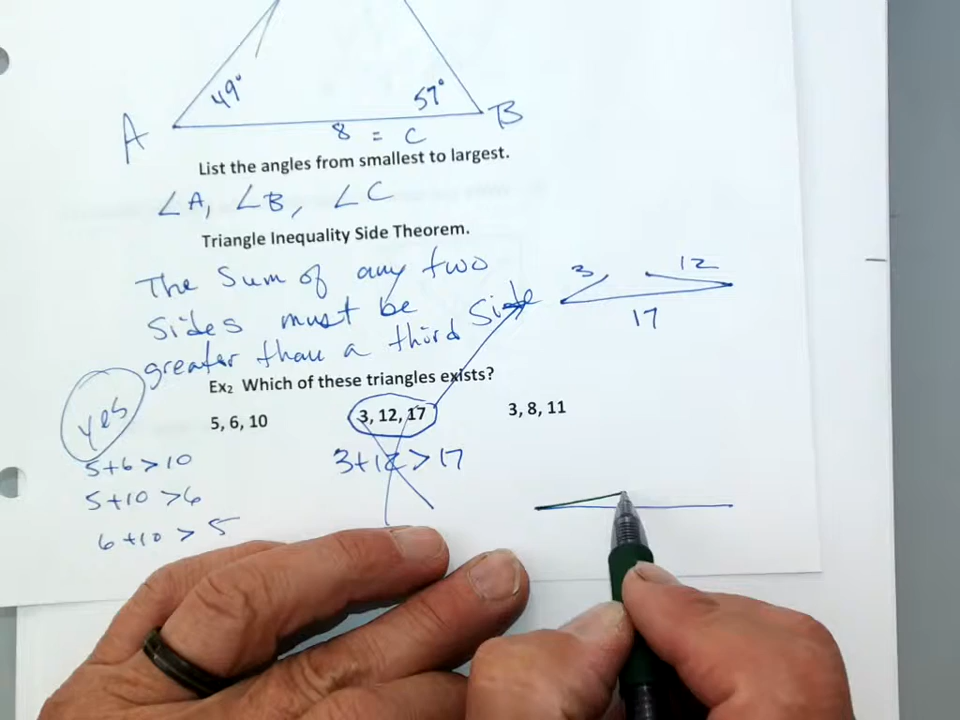 49°
57°
A
B
8 = C
List the angles from smallest to largest.
∠A, ∠B, ∠C
Triangle Inequality Side Theorem.
The Sum of any two
Sides must be
greater than a third Side
3
12
17
Ex2 Which of these triangles exists?
yes
5, 6, 10
3, 12, 17
3, 8, 11
5+6 > 10
3+12 > 17
5+10 > 6
6+10 > 5